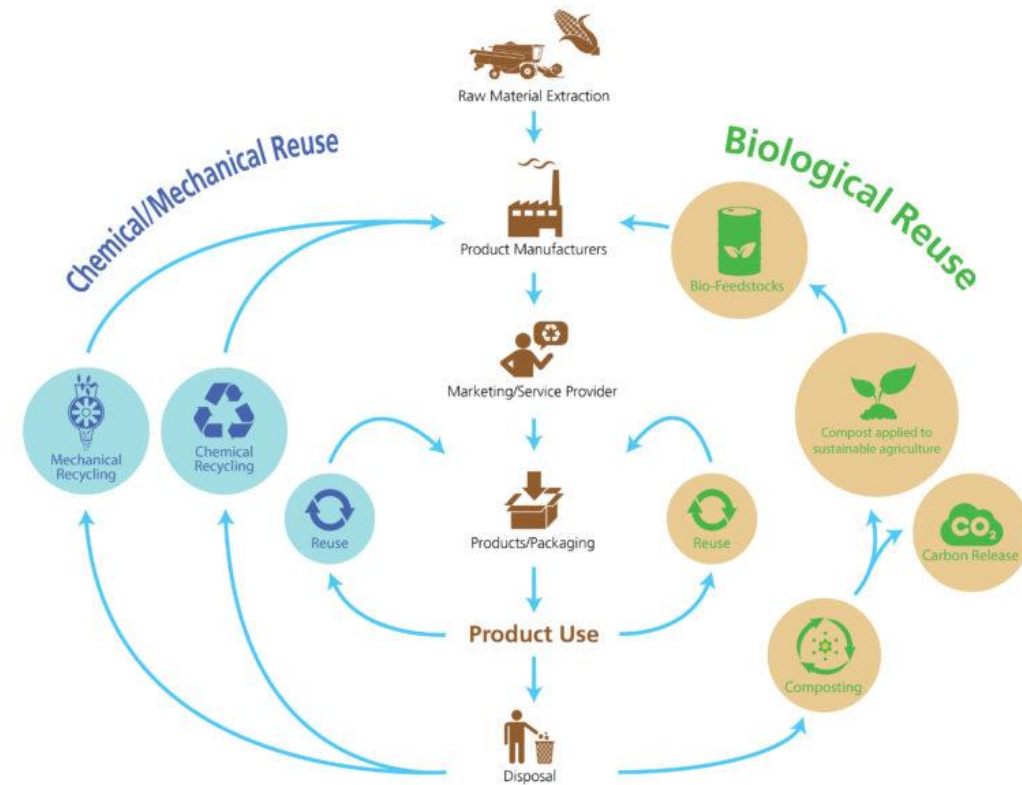 Raw Material Extraction
Chemical/Mechanical Reuse
Biological Reuse
Product Manufacturers
Bio-Feedstocks
Marketing/Service Provider
Mechanical
Recycling
Chemical
Recycling
Compost applied to
sustainable agriculture
Reuse
Products/Packaging
Reuse
CO2
Carbon Release
Product Use
Composting
Disposal